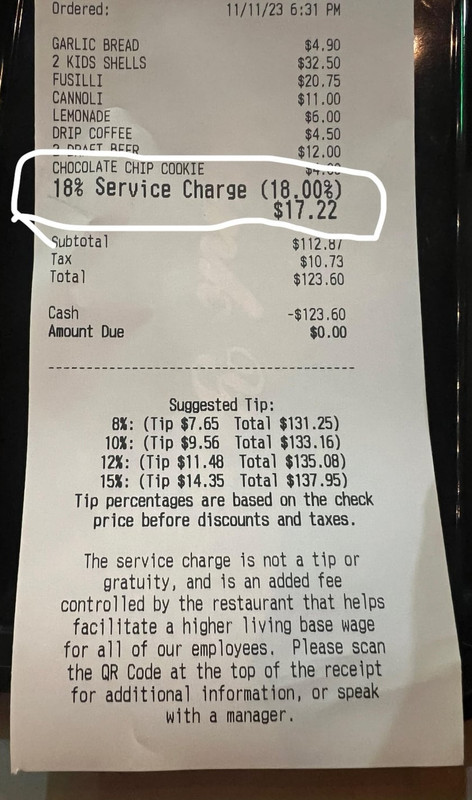 Ordered: 11/11/23 6:31 PM
GARLIC BREAD $4.90
2 KIDS SHELLS $32.50
FUSILLI $20.75
CANNOLI $11.00
LEMONADE $6.00
DRIP COFFEE $4.50
2 DRAFT BEER $12.00
CHOCOLATE CHIP COOKIE
18% Service Charge (18.00%)
$17.22
Subtotal $112.87
Tax $10.73
Total $123.60
Cash -$123.60
Amount Due $0.00
Suggested Tip:
8%: (Tip $7.65 Total $131.25)
10%: (Tip $9.56 Total $133.16)
12%: (Tip $11.48 Total $135.08)
15%: (Tip $14.35 Total $137.95)
Tip percentages are based on the check
price before discounts and taxes.
The service charge is not a tip or
gratuity, and is an added fee
controlled by the restaurant that helps
facilitate a higher living base wage
for all of our employees. Please scan
the QR Code at the top of the receipt
for additional information, or speak
with a manager.